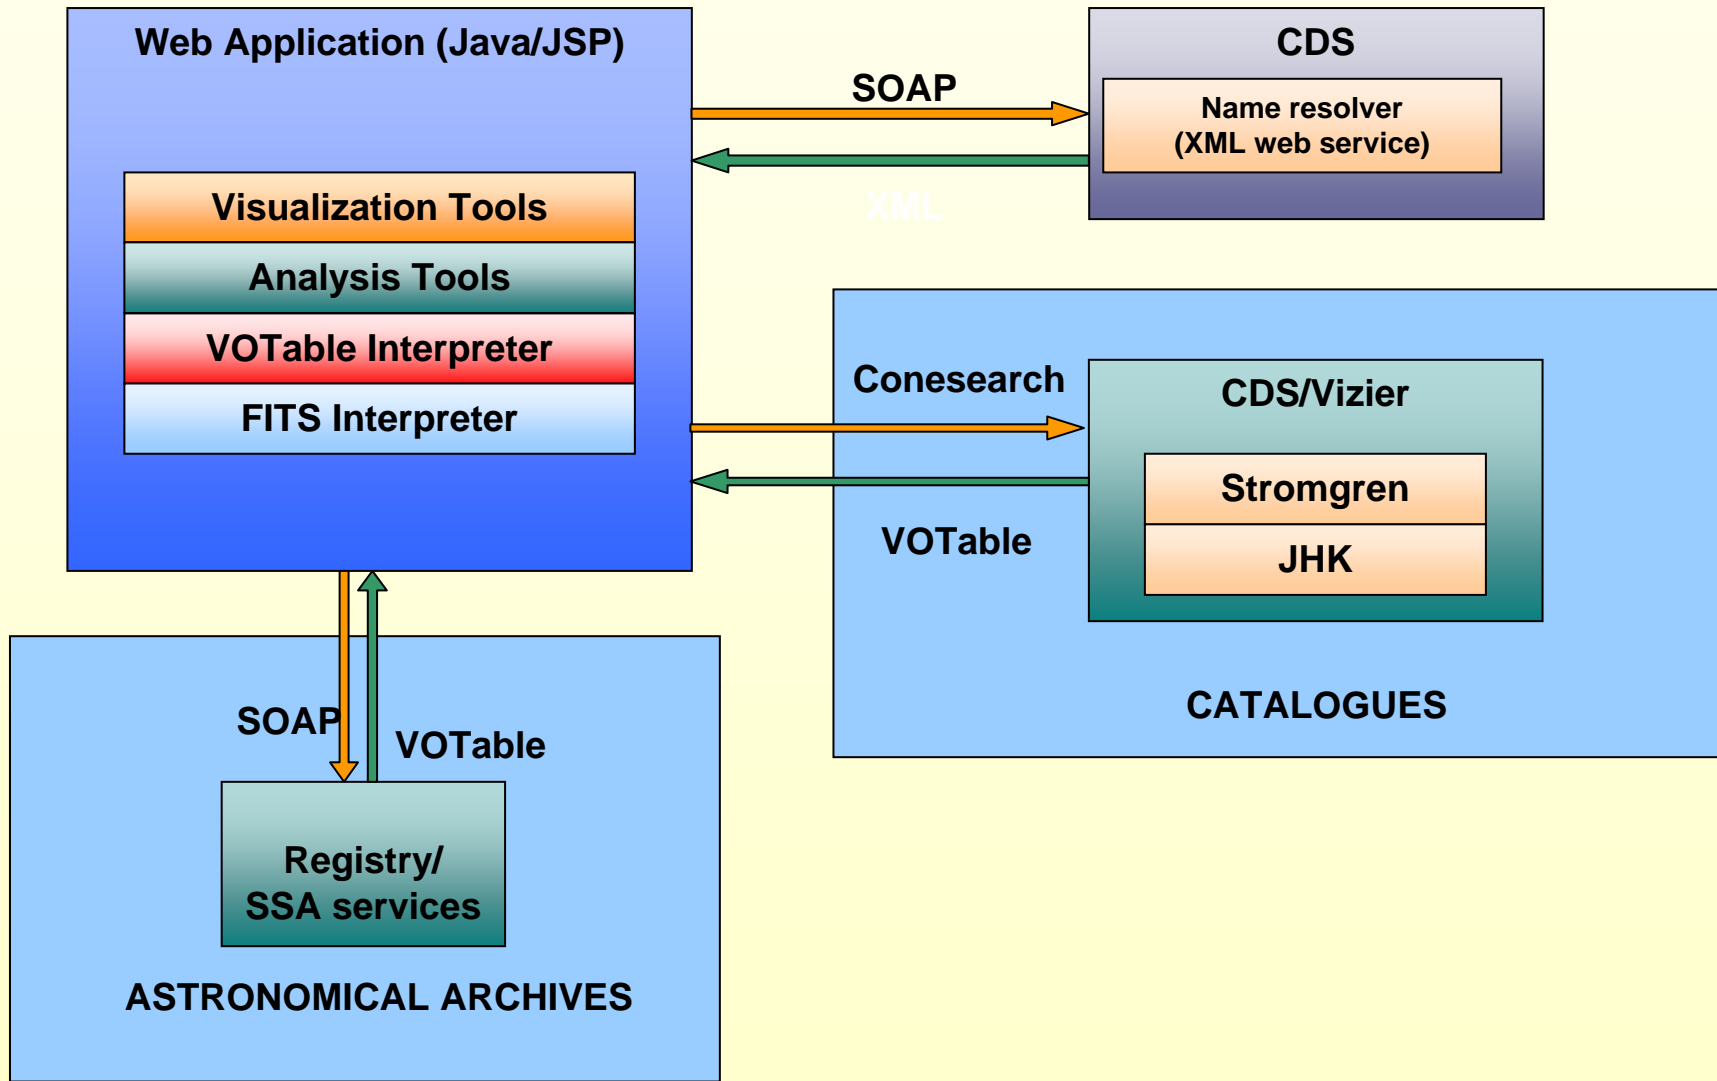 Web Application (Java/JSP)
Visualization Tools
Analysis Tools
VOTable Interpreter
FITS Interpreter
SOAP
XML
CDS
Name resolver
(XML web service)
Conesearch
VOTable
CDS/Vizier
Stromgren
JHK
CATALOGUES
SOAP
VOTable
Registry/
SSA services
ASTRONOMICAL ARCHIVES